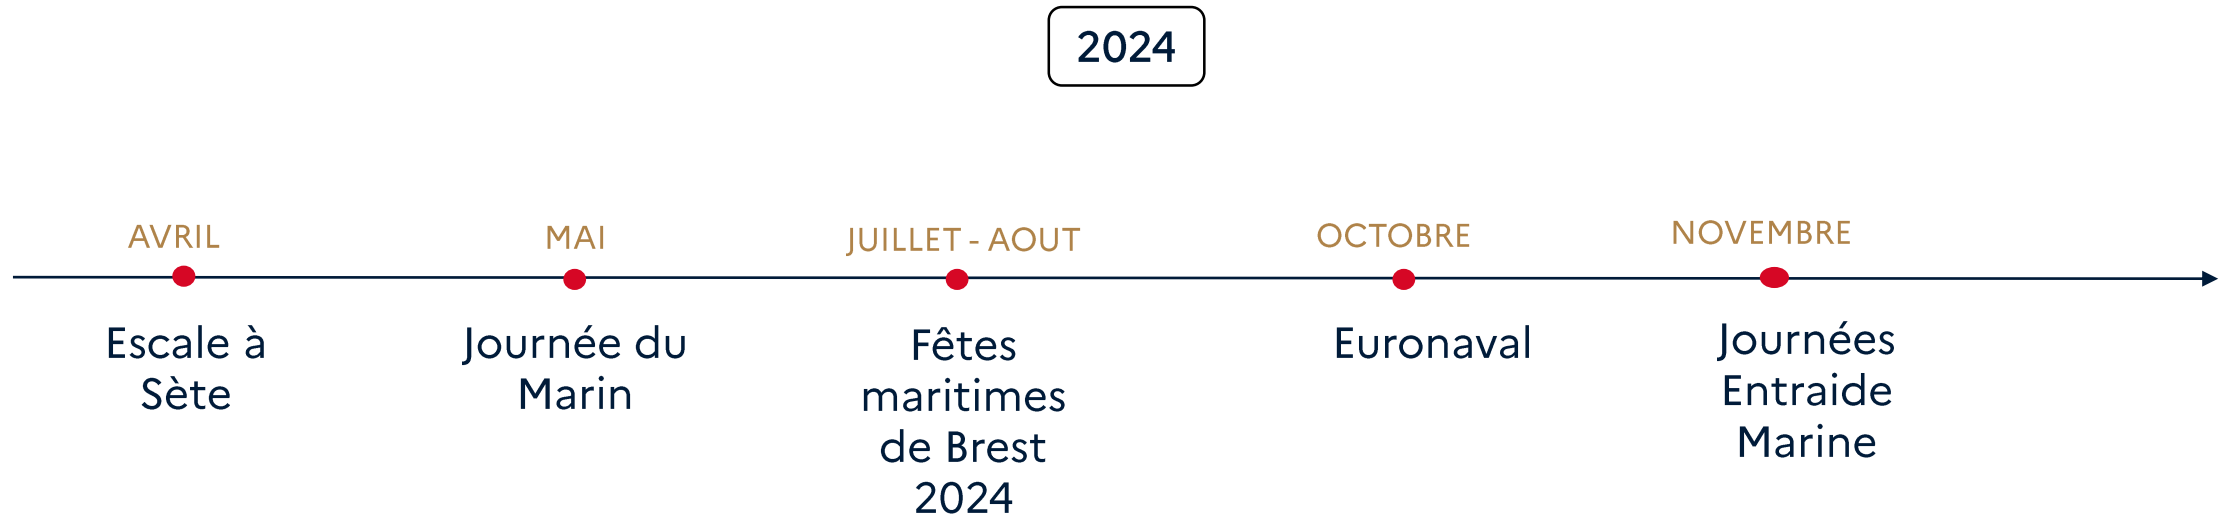 2024
AVRIL
MAI
JUILLET - AOUT
OCTOBRE
NOVEMBRE
Escale à
Sète
Journée du
Marin
Fêtes
maritimes
de Brest
2024
Euronaval
Journées
Entraide
Marine